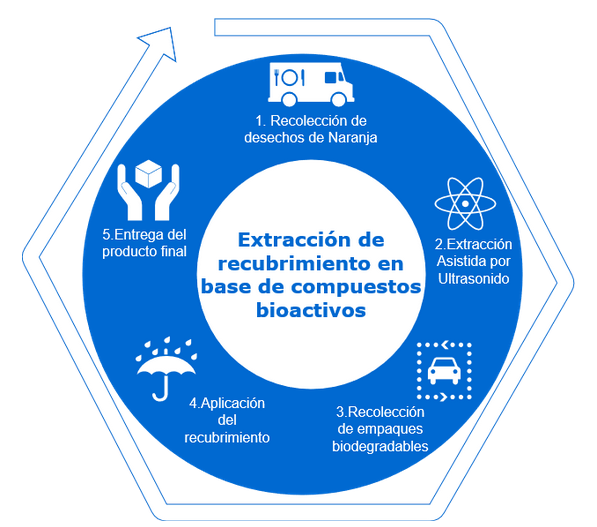 1. Recolección de
desechos de Naranja
2.Extracción
Asistida por
Ultrasonido
3.Recolección
de empaques
biodegradables
4.Aplicación
del
recubrimiento
5.Entrega del
producto final
Extracción de
recubrimiento en
base de compuestos
bioactivos